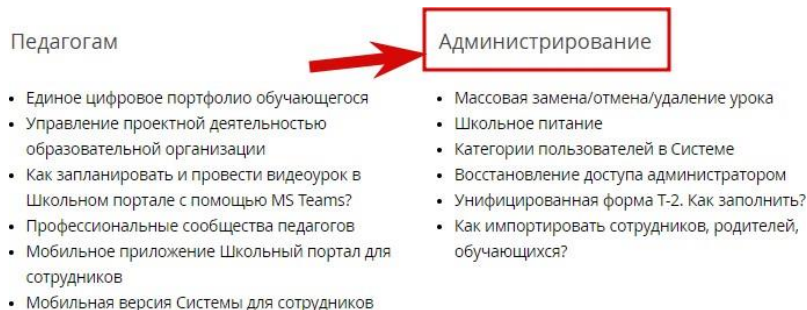 Педагогам
• Единое цифровое портфолио обучающегося
• Управление проектной деятельностью
образовательной организации
• Как запланировать и провести видеоурок в
Школьном портале с помощью MS Teams?
• Профессиональные сообщества педагогов
• Мобильное приложение Школьный портал для
сотрудников
• Мобильная версия Системы для сотрудников
Администрирование
• Массовая замена/отмена/удаление урока
• Школьное питание
• Категории пользователей в Системе
• Восстановление доступа администратором
• Унифицированная форма Т-2. Как заполнить?
• Как импортировать сотрудников, родителей,
обучающихся?